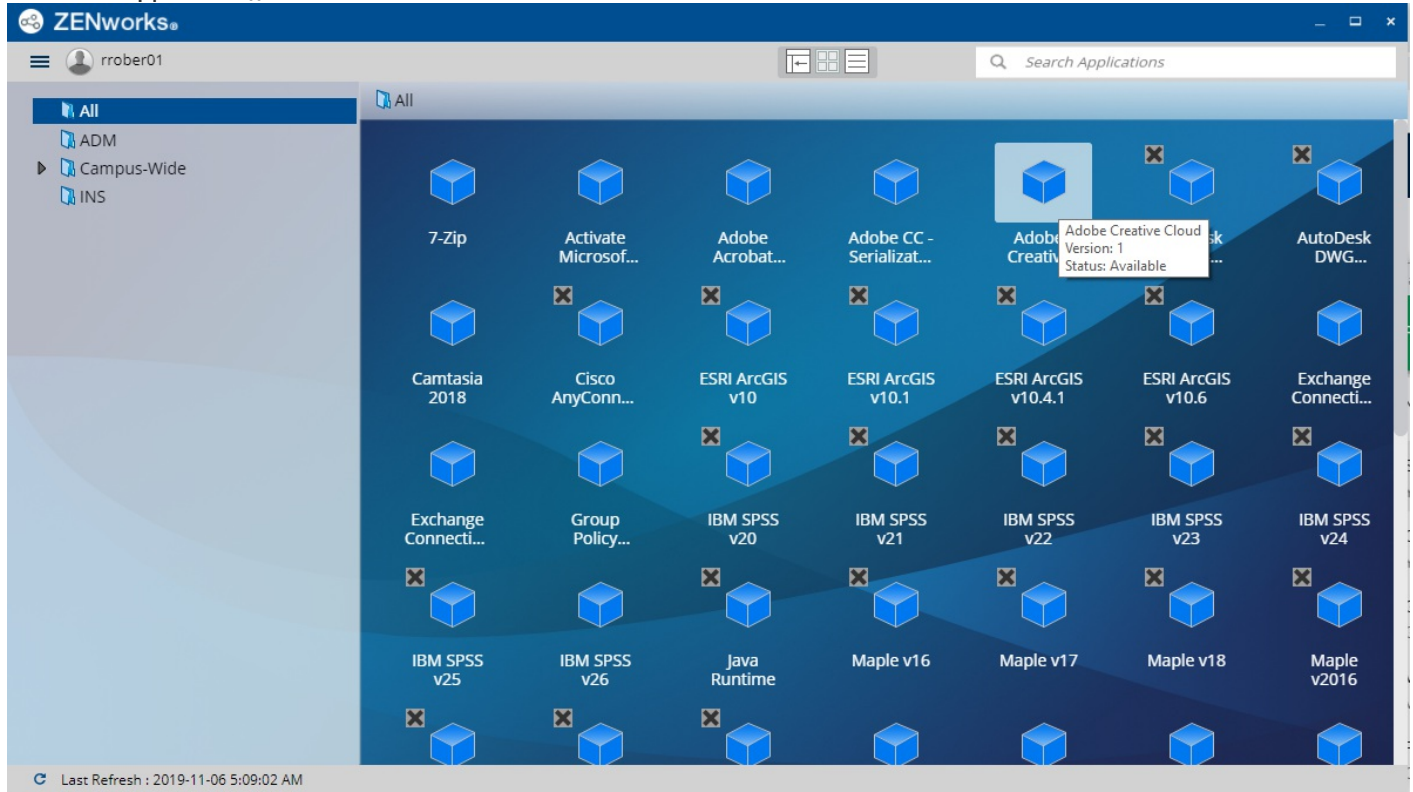 ZENworks®
rrober01
Search Applications
All
ADM
Campus-Wide
INS
All
7-Zip
Activate
Microsof...
Adobe
Acrobat...
Adobe CC -
Serializat...
Adobe
Creativ
Adobe Creative Cloud
Version: 1
Status: Available
sk
...
AutoDesk
DWG...
Camtasia
2018
Cisco
AnyConn...
ESRI ArcGIS
v10
ESRI ArcGIS
v10.1
ESRI ArcGIS
v10.4.1
ESRI ArcGIS
v10.6
Exchange
Connecti...
Exchange
Connecti...
Group
Policy...
IBM SPSS
v20
IBM SPSS
v21
IBM SPSS
v22
IBM SPSS
v23
IBM SPSS
v24
IBM SPSS
v25
IBM SPSS
v26
Java
Runtime
Maple v16
Maple v17
Maple v18
Maple
v2016
Last Refresh : 2019-11-06 5:09:02 AM